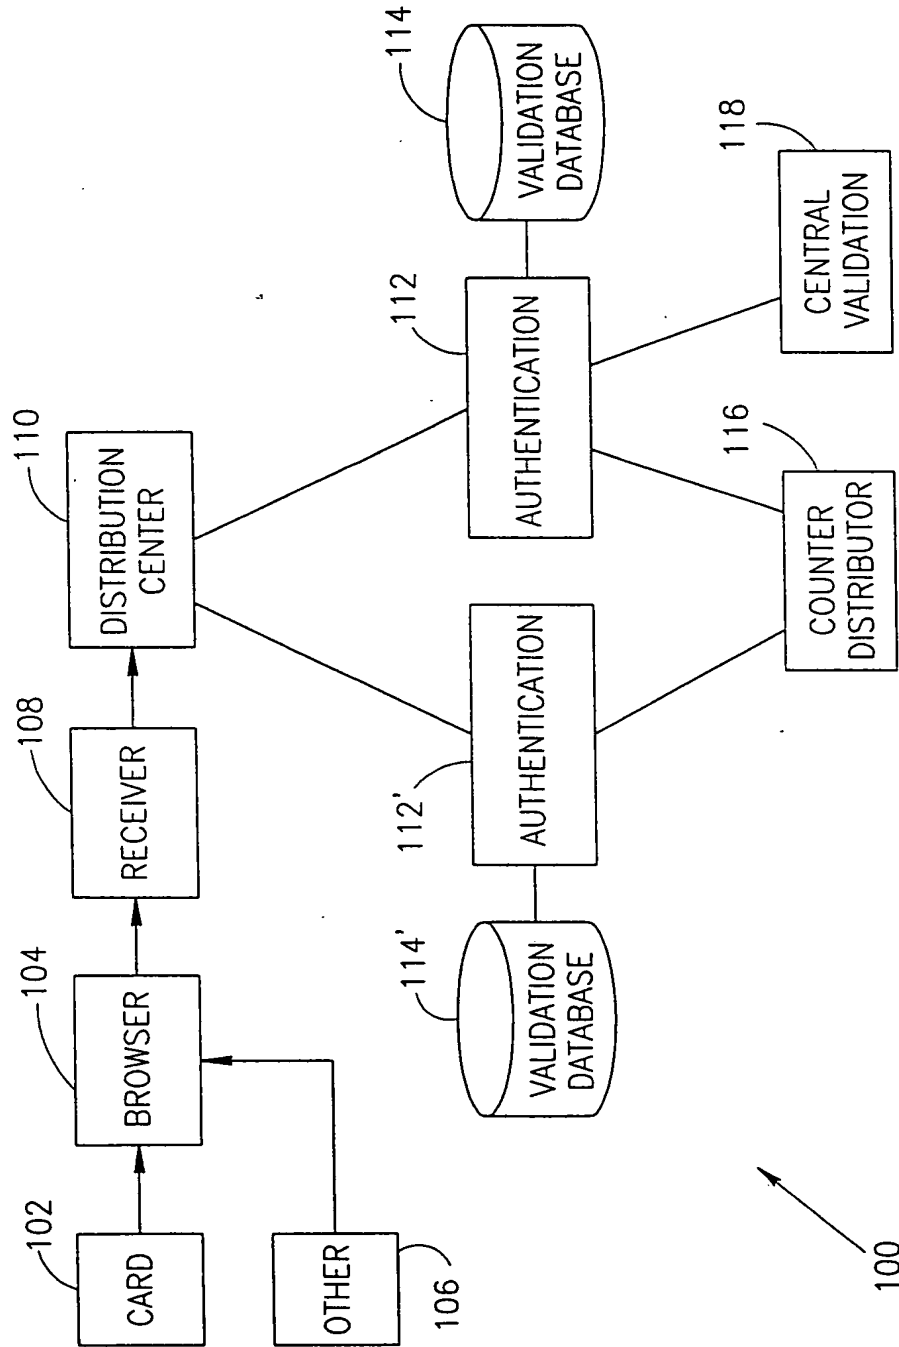 102
CARD
104
BROWSER
108
RECEIVER
110
DISTRIBUTION
CENTER
OTHER
106
114'
VALIDATION
DATABASE
112'
AUTHENTICATION
112
AUTHENTICATION
114
VALIDATION
DATABASE
116
COUNTER
DISTRIBUTOR
118
CENTRAL
VALIDATION
100